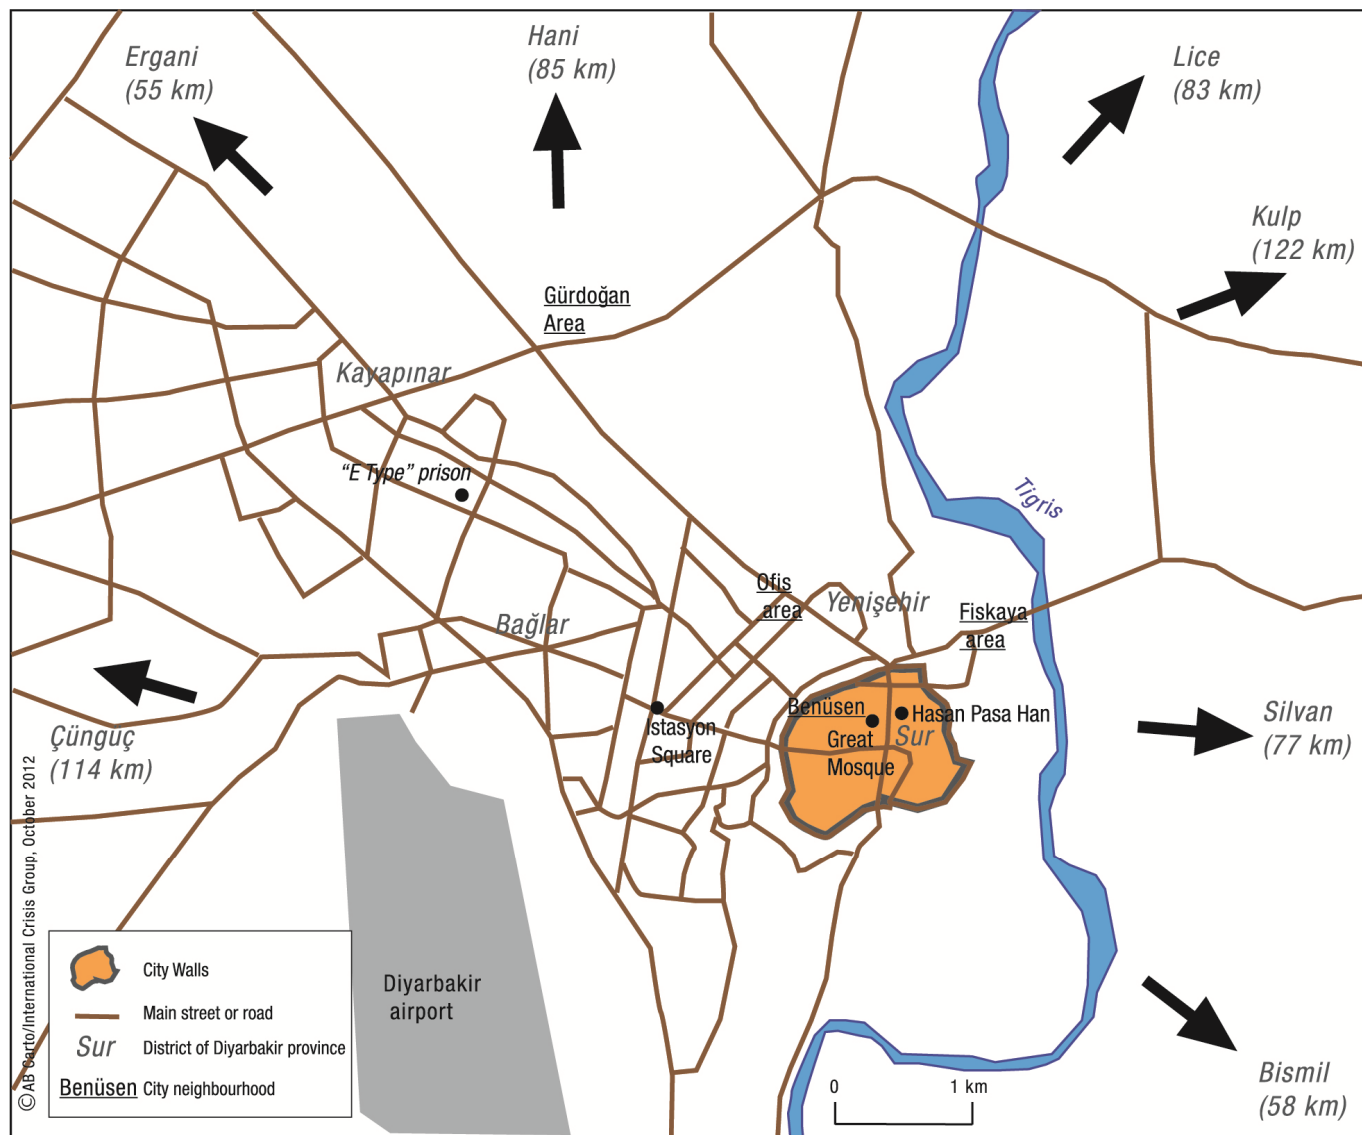 Ergani
(55 km)
Hani
(85 km)
Lice
(83 km)
Kulp
(122 km)
Gürdoğan
Area
Kayapınar
“E Type” prison
Tigris
Ofis
area
Yenişehir
Fiskaya
area
Bağlar
Benüsen
Hasan Pasa Han
Great
Mosque
Sur
Istasyon
Square
Çünguç
(114 km)
Silvan
(77 km)
Bismil
(58 km)
Diyarbakir
airport
City Walls
Main street or road
Sur District of Diyarbakir province
Benüsen City neighbourhood
0 1 km
© AB Carto/International Crisis Group, October 2012